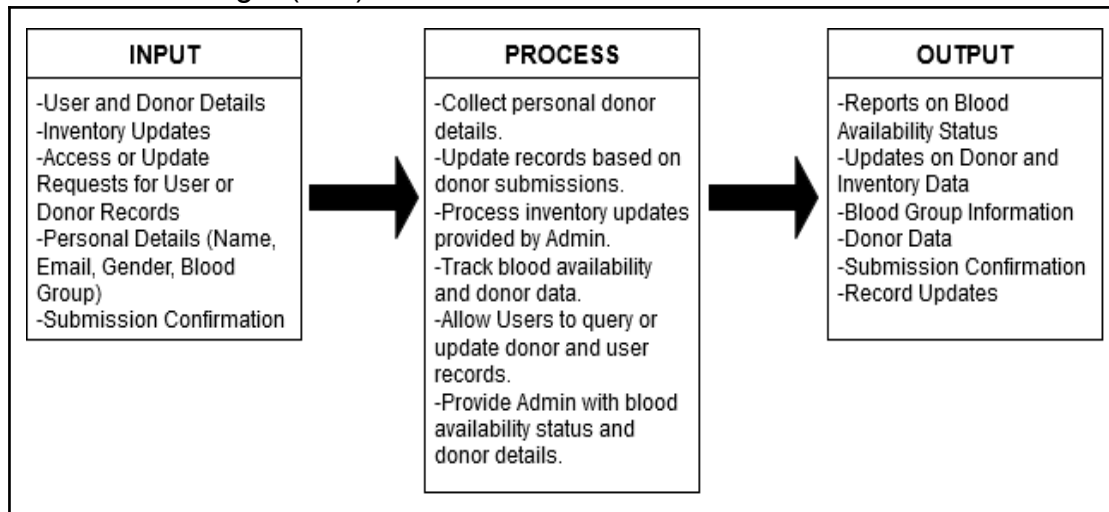 INPUT
-User and Donor Details
-Inventory Updates
-Access or Update
Requests for User or
Donor Records
-Personal Details (Name,
Email, Gender, Blood
Group)
-Submission Confirmation
PROCESS
-Collect personal donor
details.
-Update records based on
donor submissions.
-Process inventory updates
provided by Admin.
-Track blood availability
and donor data.
-Allow Users to query or
update donor and user
records.
-Provide Admin with blood
availability status and
donor details.
OUTPUT
-Reports on Blood
Availability Status
-Updates on Donor and
Inventory Data
-Blood Group Information
-Donor Data
-Submission Confirmation
-Record Updates